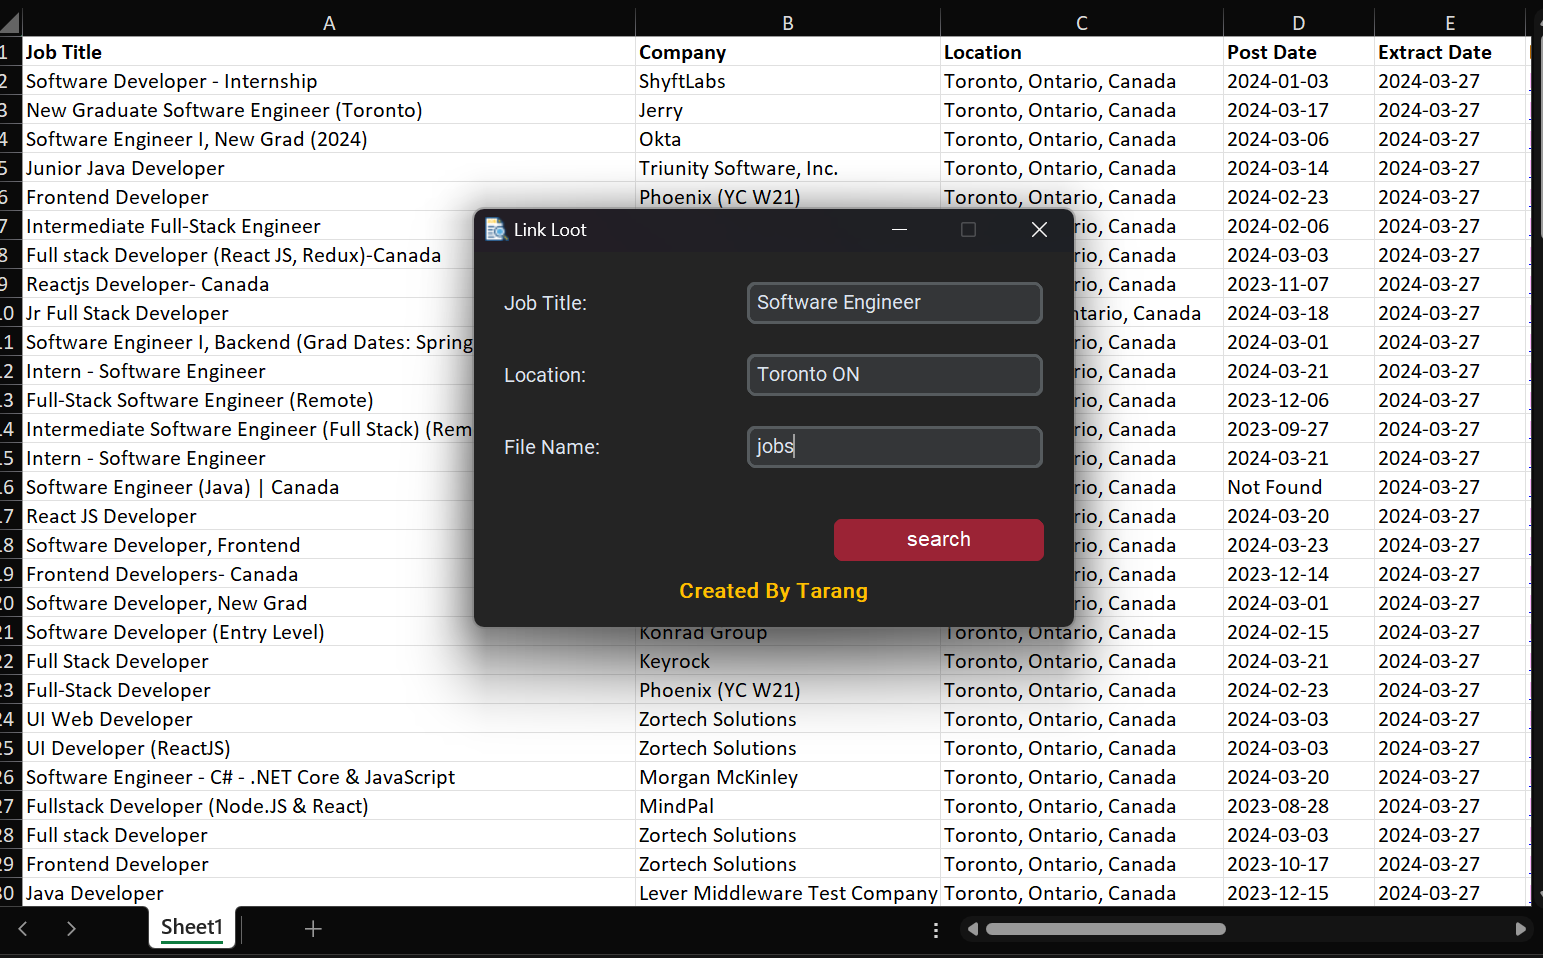 A B C D E
1 Job Title Company Location Post Date Extract Date
2 Software Developer - Internship ShyftLabs Toronto, Ontario, Canada 2024-01-03 2024-03-27
3 New Graduate Software Engineer (Toronto) Jerry Toronto, Ontario, Canada 2024-03-17 2024-03-27
4 Software Engineer I, New Grad (2024) Okta Toronto, Ontario, Canada 2024-03-06 2024-03-27
5 Junior Java Developer Triunity Software, Inc. Toronto, Ontario, Canada 2024-03-14 2024-03-27
6 Frontend Developer Phoenix (YC W21) Toronto, Ontario, Canada 2024-02-23 2024-03-27
7 Intermediate Full-Stack Engineer rio, Canada 2024-02-06 2024-03-27
8 Full stack Developer (React JS, Redux)-Canada rio, Canada 2024-03-03 2024-03-27
9 Reactjs Developer- Canada rio, Canada 2023-11-07 2024-03-27
.0 Jr Full Stack Developer ntario, Canada 2024-03-18 2024-03-27
.1 Software Engineer I, Backend (Grad Dates: Spring rio, Canada 2024-03-01 2024-03-27
.2 Intern - Software Engineer rio, Canada 2024-03-21 2024-03-27
.3 Full-Stack Software Engineer (Remote) rio, Canada 2023-12-06 2024-03-27
.4 Intermediate Software Engineer (Full Stack) (Rem rio, Canada 2023-09-27 2024-03-27
.5 Intern - Software Engineer rio, Canada 2024-03-21 2024-03-27
.6 Software Engineer (Java) | Canada rio, Canada Not Found 2024-03-27
.7 React JS Developer rio, Canada 2024-03-20 2024-03-27
.8 Software Developer, Frontend rio, Canada 2024-03-23 2024-03-27
.9 Frontend Developers- Canada rio, Canada 2023-12-14 2024-03-27
20 Software Developer, New Grad rio, Canada 2024-03-01 2024-03-27
21 Software Developer (Entry Level) Konrad Group Toronto, Ontario, Canada 2024-02-15 2024-03-27
22 Full Stack Developer Keyrock Toronto, Ontario, Canada 2024-03-21 2024-03-27
23 Full-Stack Developer Phoenix (YC W21) Toronto, Ontario, Canada 2024-02-23 2024-03-27
24 UI Web Developer Zortech Solutions Toronto, Ontario, Canada 2024-03-03 2024-03-27
25 UI Developer (ReactJS) Zortech Solutions Toronto, Ontario, Canada 2024-03-03 2024-03-27
26 Software Engineer - C# - .NET Core & JavaScript Morgan McKinley Toronto, Ontario, Canada 2024-03-20 2024-03-27
27 Fullstack Developer (Node.JS & React) MindPal Toronto, Ontario, Canada 2023-08-28 2024-03-27
28 Full stack Developer Zortech Solutions Toronto, Ontario, Canada 2024-03-03 2024-03-27
29 Frontend Developer Zortech Solutions Toronto, Ontario, Canada 2023-10-17 2024-03-27
30 Java Developer Lever Middleware Test Company Toronto, Ontario, Canada 2023-12-15 2024-03-27
Link Loot
Job Title: Software Engineer
Location: Toronto ON
File Name: jobs
search
Created By Tarang
Sheet1